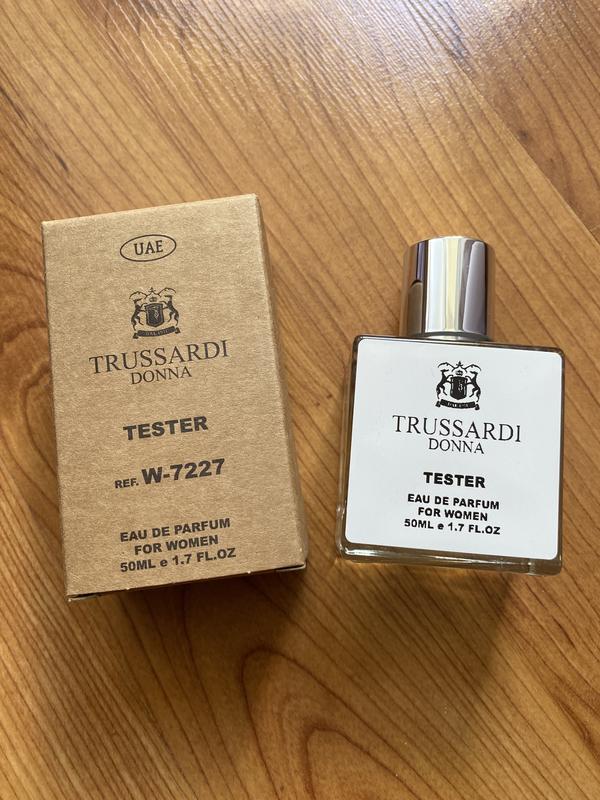 UAE
TRUSSARDI
DONNA
TESTER
REF. W-7227
EAU DE PARFUM
FOR WOMEN
50ML e 1.7 FL.OZ
TRUSSARDI
DONNA
TESTER
EAU DE PARFUM
FOR WOMEN
50ML e 1.7 FL.OZ